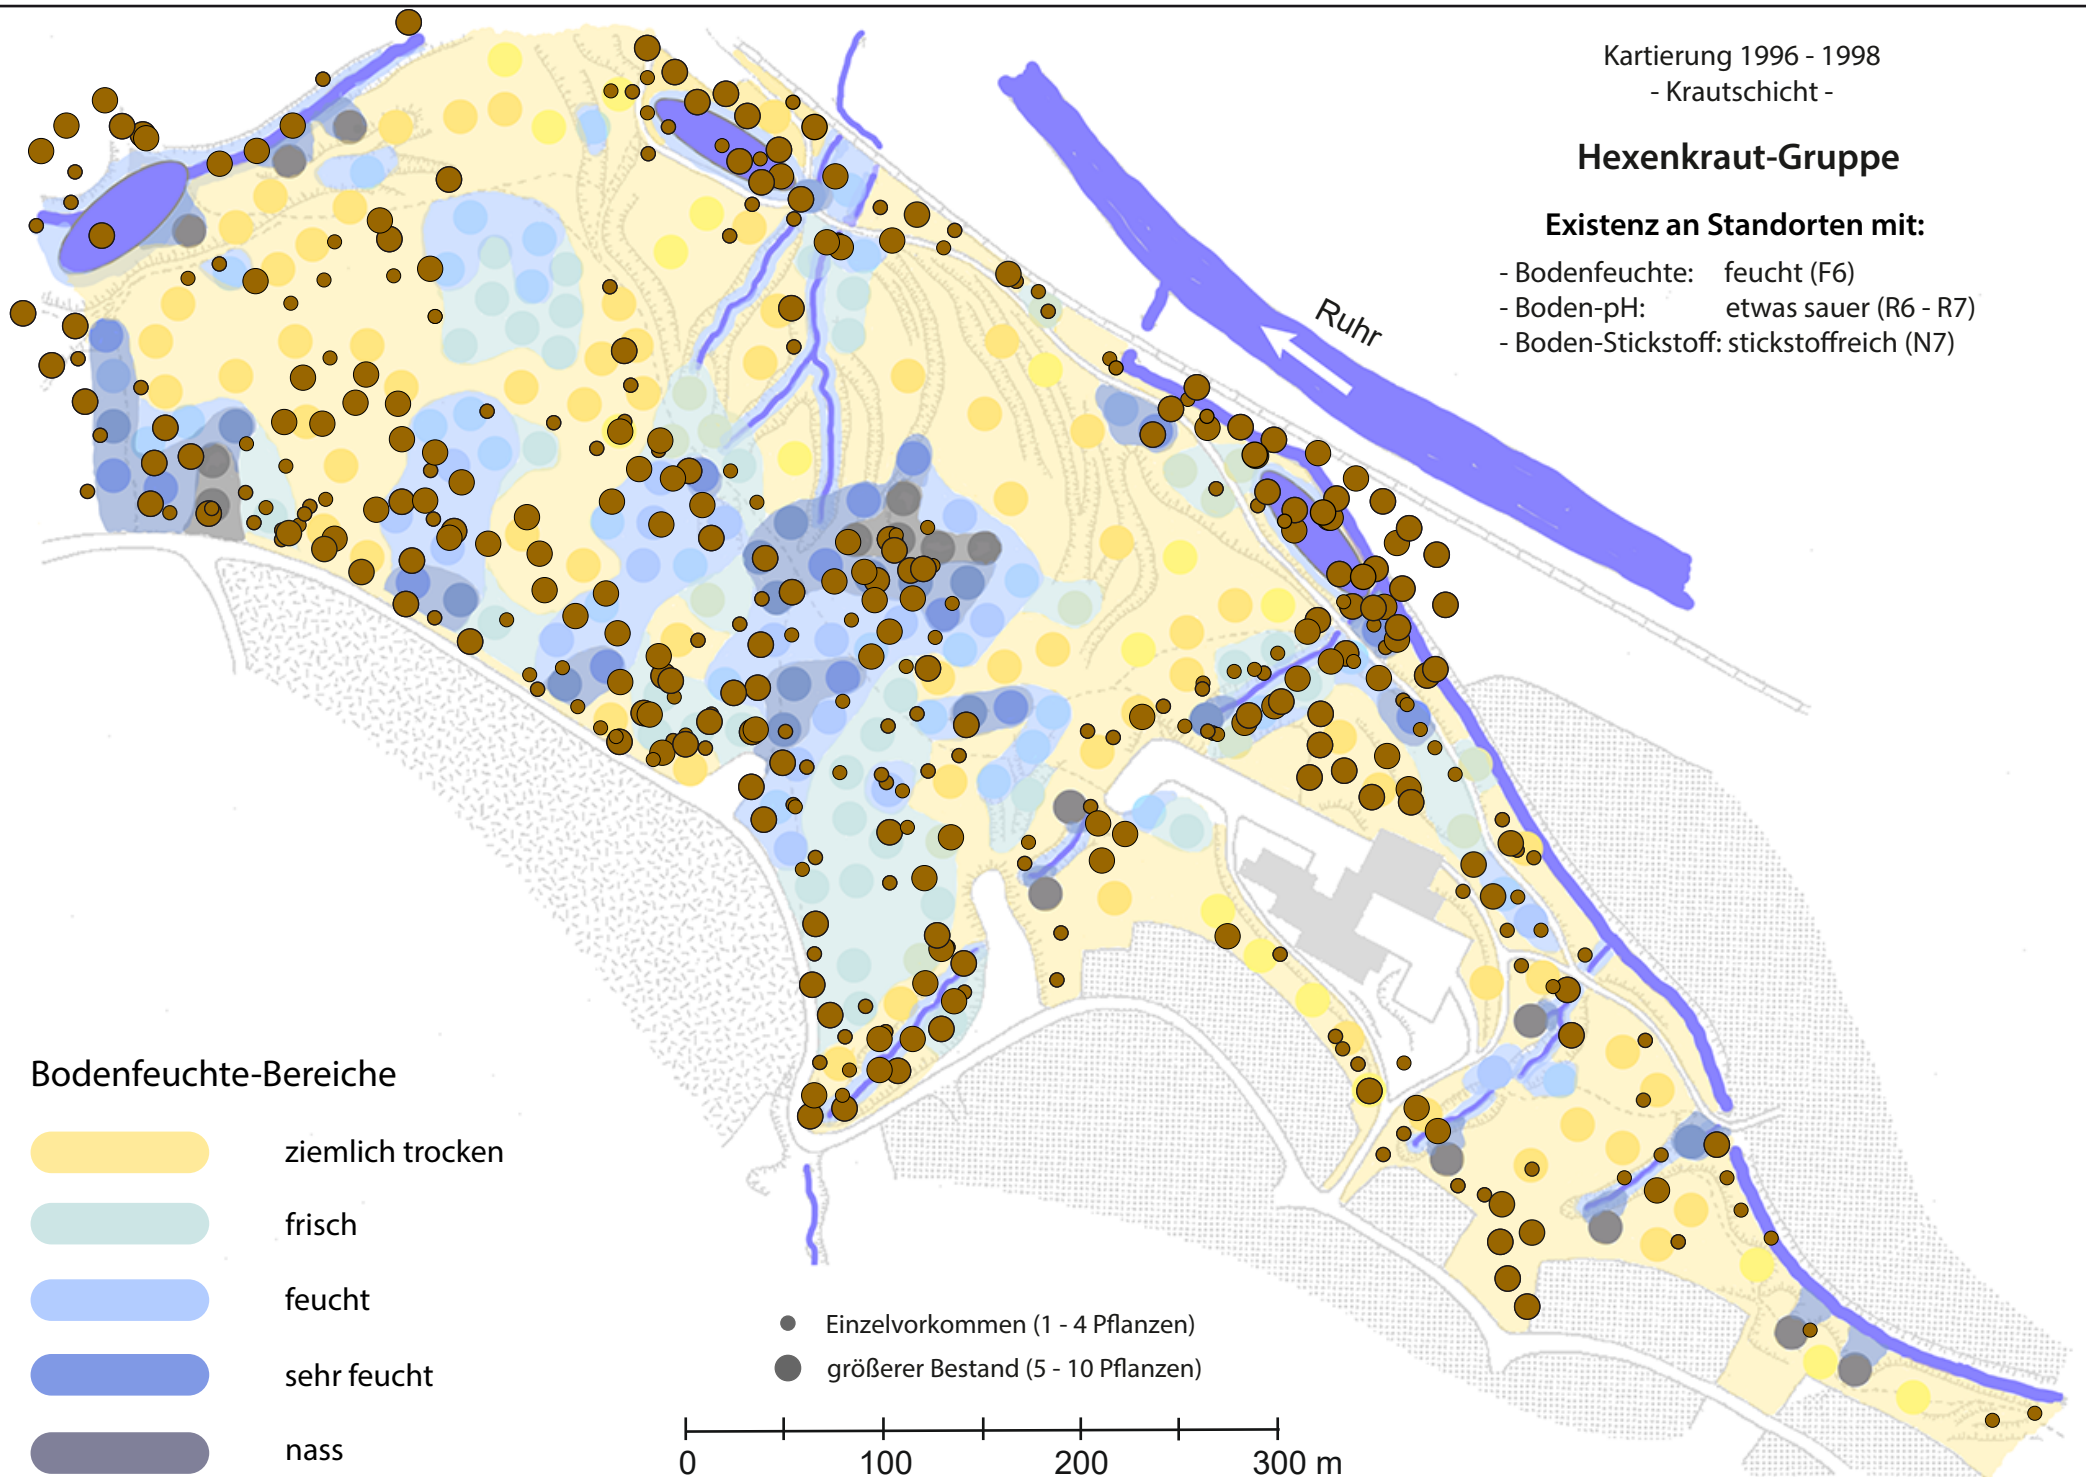 Kartierung 1996 - 1998
- Krautschicht -
Hexenkraut-Gruppe
Existenz an Standorten mit:
- Bodenfeuchte: feucht (F6)
- Boden-pH: etwas sauer (R6 - R7)
- Boden-Stickstoff: stickstoffreich (N7)
Ruhr
Bodenfeuchte-Bereiche
ziemlich trocken
frisch
feucht
sehr feucht
nass
Einzelvorkommen (1 - 4 Pflanzen)
größerer Bestand (5 - 10 Pflanzen)
0 100 200 300 m